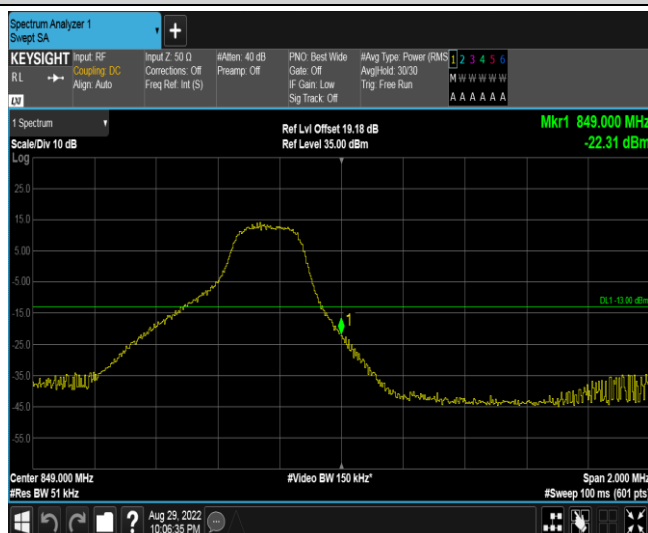 Spectrum Analyzer 1
Swept SA
+
KEYSIGHT
RL
Input: RF
Coupling: DC
Align: Auto
Input Z: 50 Ω
Corrections: Off
Freq Ref: Int (S)
#Atten: 40 dB
Preamp: Off
PNO: Best Wide
Gate: Off
IF Gain: Low
Sig Track: Off
#Avg Type: Power (RMS
Avg|Hold: 30/30
Trig: Free Run
1 2 3 4 5 6
M W W W W W
A A A A A A
LXI
1 Spectrum
Scale/Div 10 dB
Log
Ref Lvl Offset 19.18 dB
Ref Level 35.00 dBm
Mkr1 849.000 MHz
-22.31 dBm
25.0
15.0
5.00
-5.00
-15.0
-25.0
-35.0
-45.0
-55.0
DL1 -13.00 dBm
1
Center 849.000 MHz
#Res BW 51 kHz
#Video BW 150 kHz*
Span 2.000 MHz
#Sweep 100 ms (601 pts)
?
Aug 29, 2022
10:06:35 PM